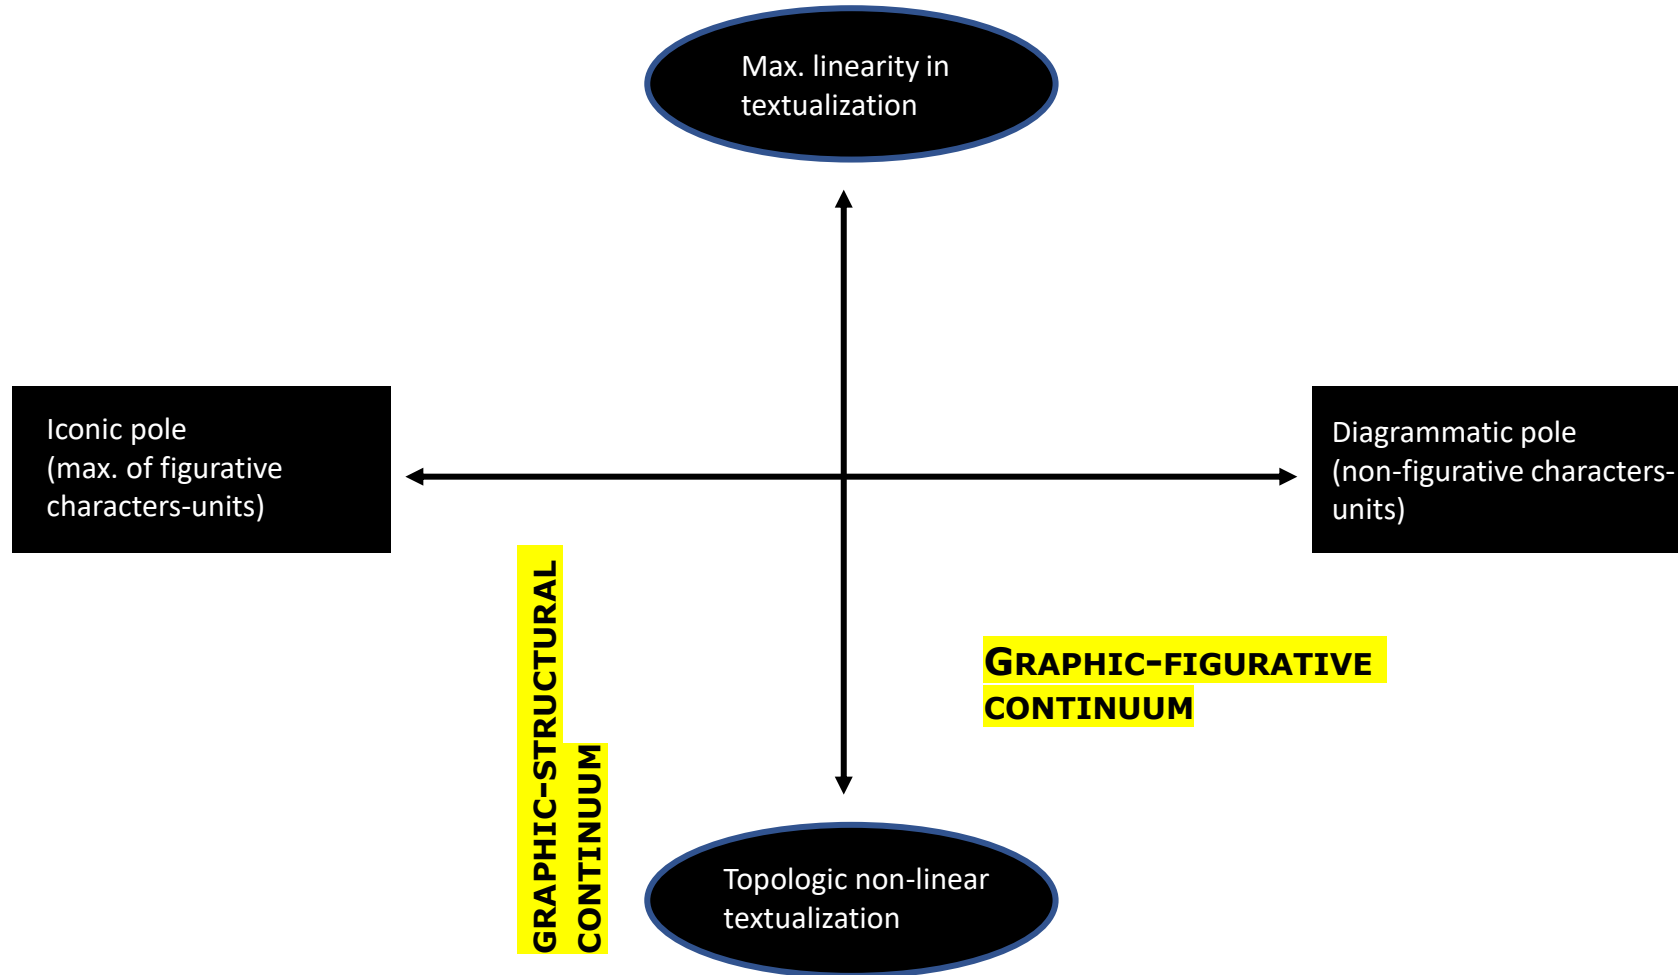 Max. linearity in
textualization
Iconic pole
(max. of figurative
characters-units)
Diagrammatic pole
(non-figurative characters-
units)
GRAPHIC-STRUCTURAL
CONTINUUM
GRAPHIC-FIGURATIVE
CONTINUUM
Topologic non-linear
textualization